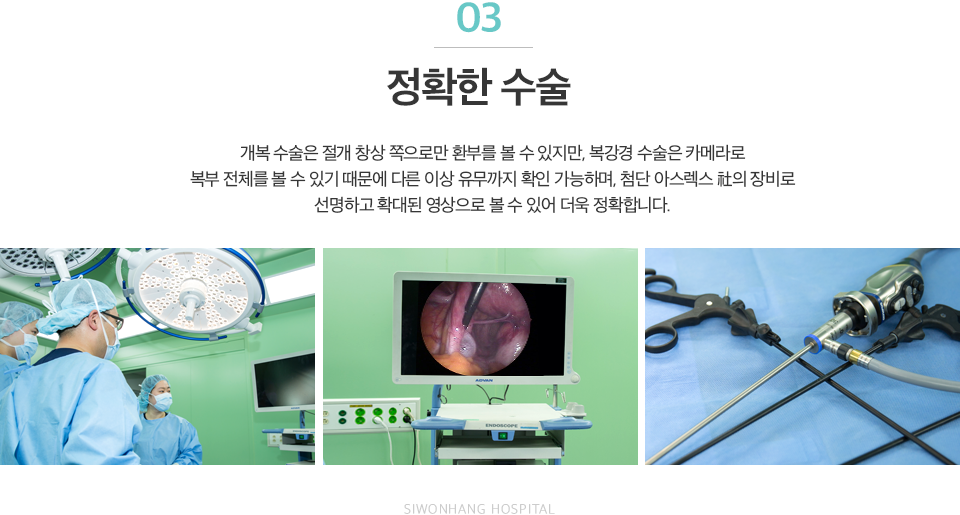 03
정확한 수술
개복 수술은 절개 창상 쪽으로만 환부를 볼 수 있지만, 복강경 수술은 카메라로
복부 전체를 볼 수 있기 때문에 다른 이상 유무까지 확인 가능하며, 첨단 아스렉스 社의 장비로
선명하고 확대된 영상으로 볼 수 있어 더욱 정확합니다.
ADVAN
ENDOSCOPE
SIWONHANG HOSPITAL